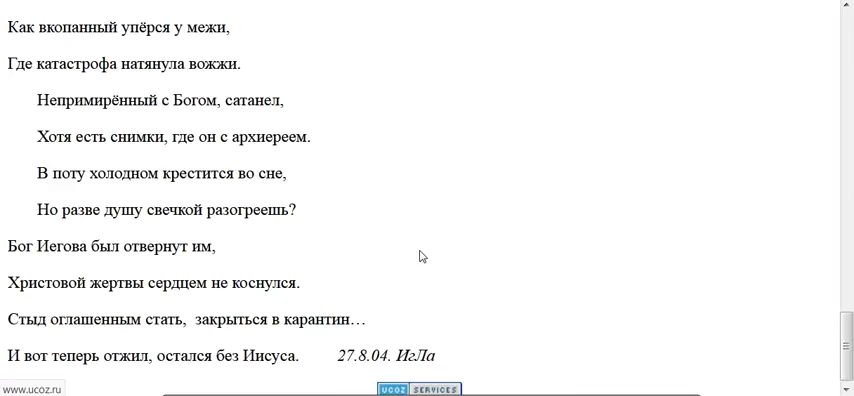 Как вкопанный упёрся у межи,
Где катастрофа натянула вожжи.
Непримирённый с Богом, сатанел,
Хотя есть снимки, где он с архиереем.
В поту холодном крестится во сне,
Но разве душу свечкой разогреешь?
Бог Иегова был отвернут им,
Христовой жертвы сердцем не коснулся.
Стыд оглашенным стать, закрыться в карантин…
И вот теперь отжил, остался без Иисуса. 27.8.04. ИгЛа
www.ucoz.ru
UCOZ SERVICES